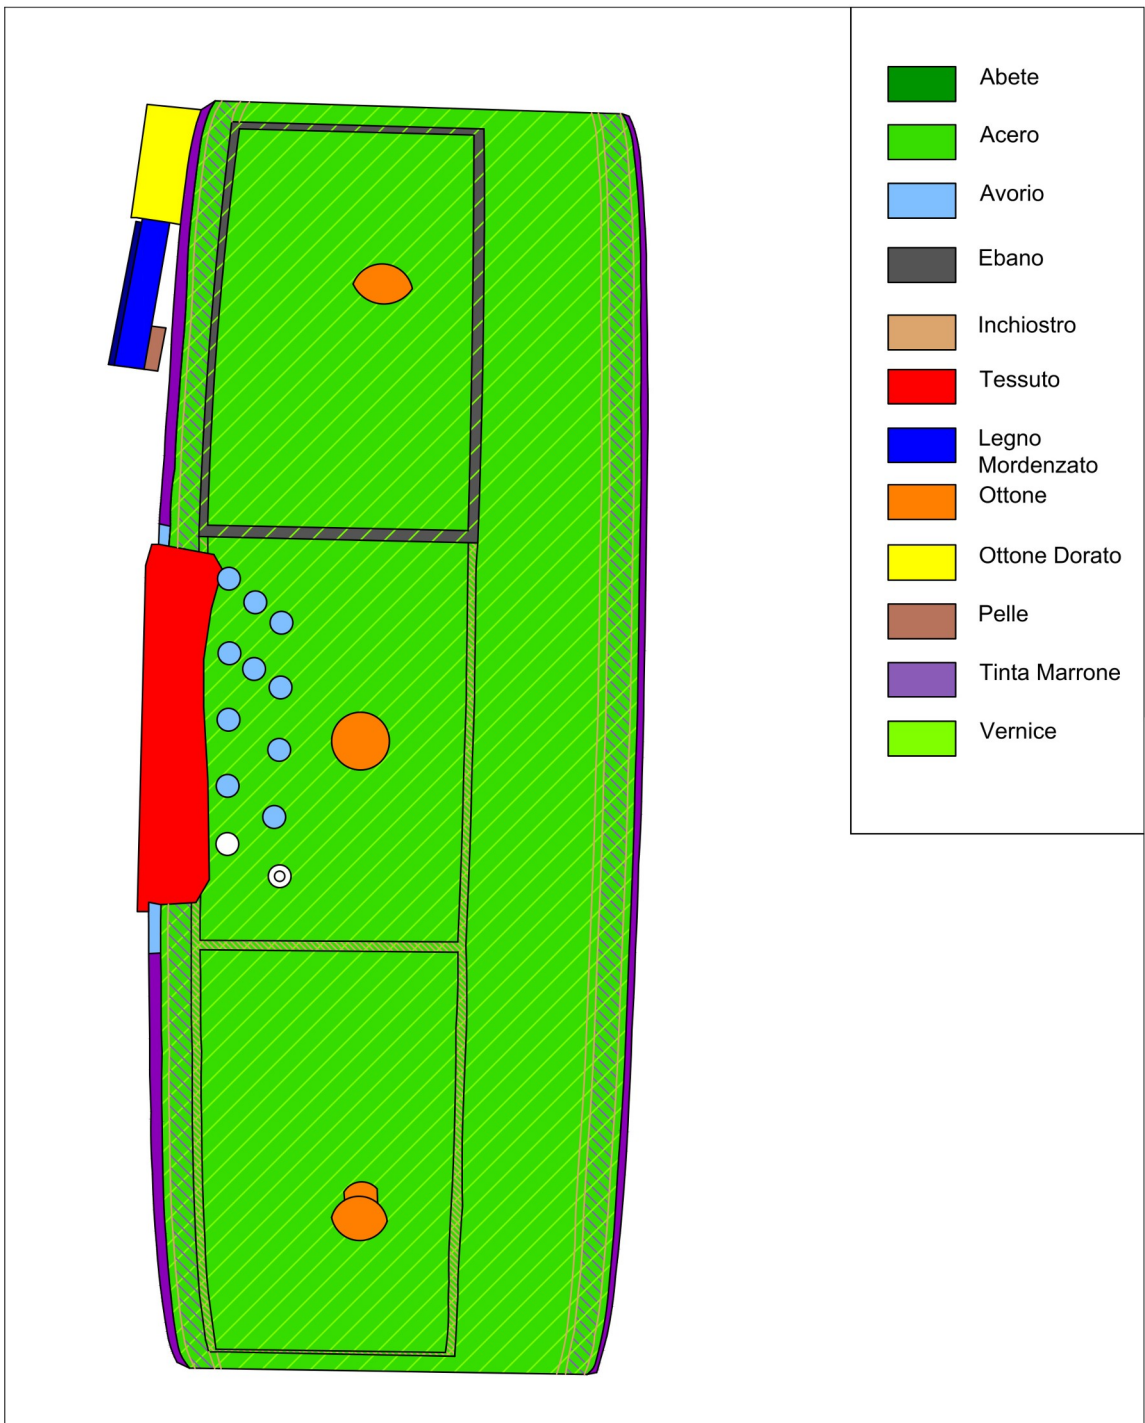 Abete
Acero
Avorio
Ebano
Inchiostro
Tessuto
Legno
Mordenzato
Ottone
Ottone Dorato
Pelle
Tinta Marrone
Vernice